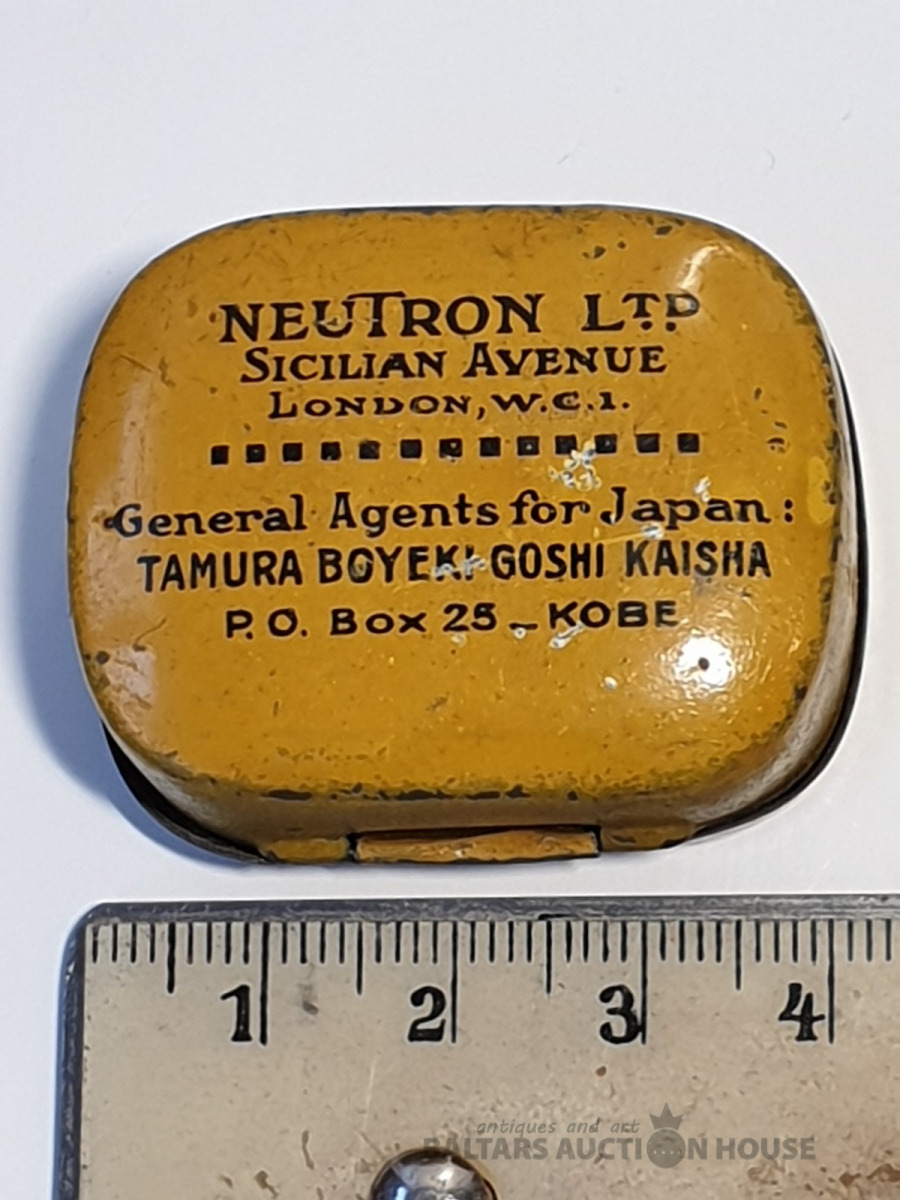 NEUTRON LTD
SICILIAN AVENUE
LONDON, W.C.1.
General Agents for Japan:
TAMURA BOYEKI GOSHI KAISHA
P.O. Box 25 – KOBE
1 2 3 4
antiques and art
BALTARS AUCTION HOUSE